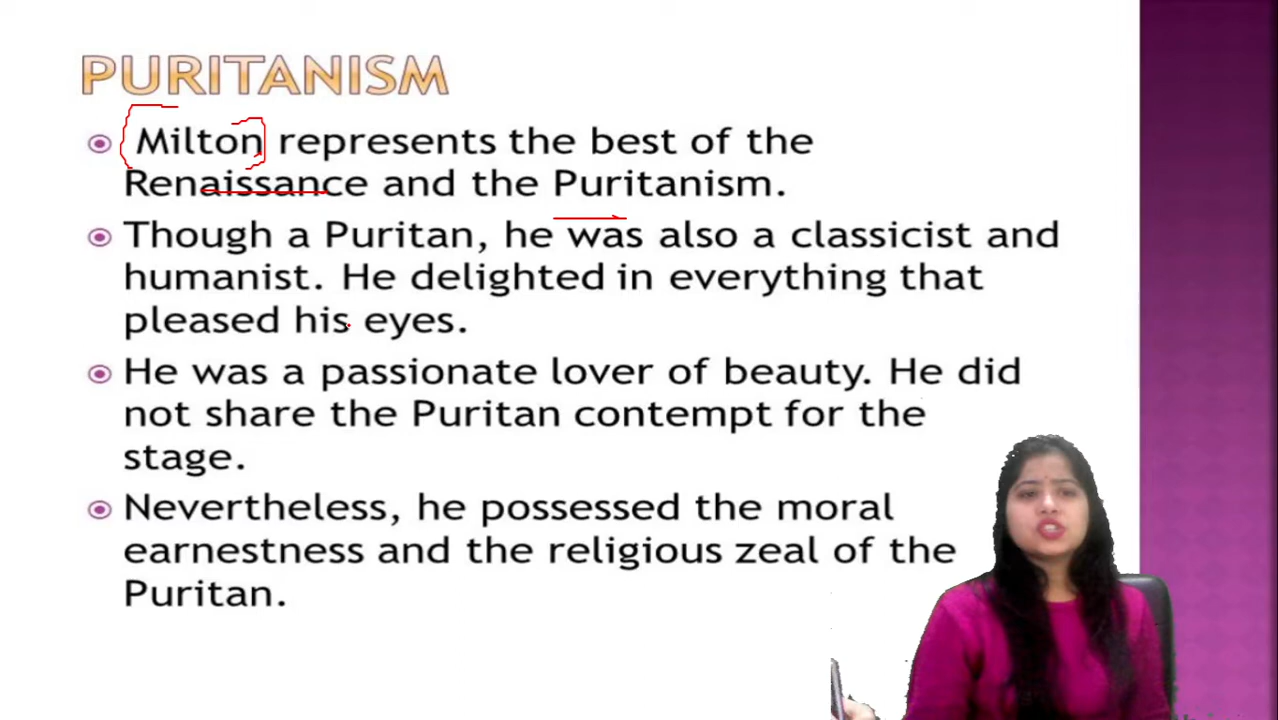 PURITANISM
Milton represents the best of the
Renaissance and the Puritanism.
Though a Puritan, he was also a classicist and
humanist. He delighted in everything that
pleased his eyes.
He was a passionate lover of beauty. He did
not share the Puritan contempt for the
stage.
Nevertheless, he possessed the moral
earnestness and the religious zeal of the
Puritan.